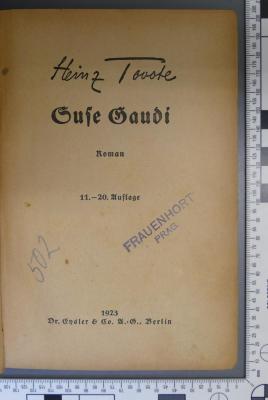 Heinz Tovote
Suse Gaudi
Roman
11.–20. Auflage
FRAUENHORT
PRAG.
502
1923
Dr. Eysler & Co. A.-G., Berlin